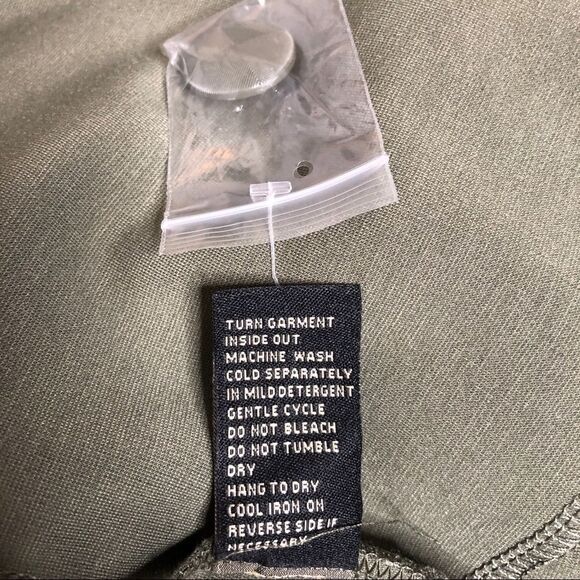 TURN GARMENT
INSIDE OUT
MACHINE WASH
COLD SEPARATELY
IN MILD DETERGENT
GENTLE CYCLE
DO NOT BLEACH
DO NOT TUMBLE
DRY
HANG TO DRY
COOL IRON ON
REVERSE SIDE IF
NECESSARY